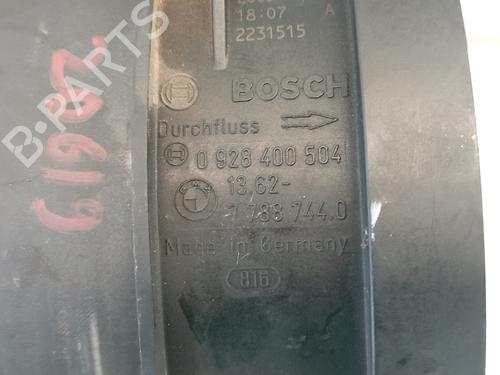 18:07 A
2231515
BOSCH
Durchfluss
0 928 400 504
13.62-
7 788 744.0
Made in Germany
816
B-PARTS